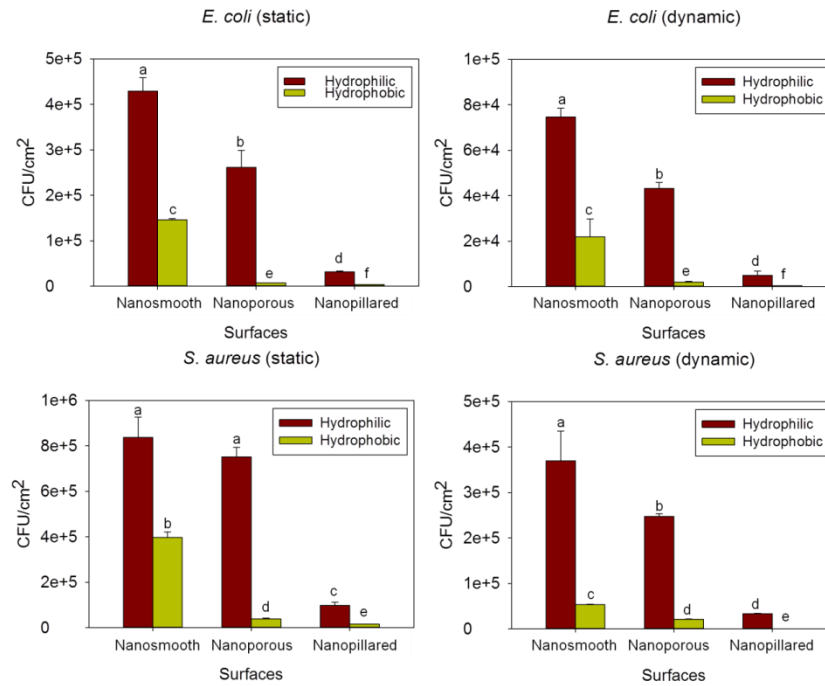 E. coli (static)
5e+5
4e+5
3e+5
2e+5
1e+5
0
CFU/cm2
a
c
b
e
d
f
Hydrophilic
Hydrophobic
Nanosmooth Nanoporous Nanopillared
Surfaces
E. coli (dynamic)
1e+5
8e+4
6e+4
4e+4
2e+4
0
CFU/cm2
a
c
b
e
d
f
Hydrophilic
Hydrophobic
Nanosmooth Nanoporous Nanopillared
Surfaces
S. aureus (static)
1e+6
8e+5
6e+5
4e+5
2e+5
0
CFU/cm2
a
b
a
d
c
e
Hydrophilic
Hydrophobic
Nanosmooth Nanoporous Nanopillared
Surfaces
S. aureus (dynamic)
5e+5
4e+5
3e+5
2e+5
1e+5
0
CFU/cm2
a
c
b
d
d
e
Hydrophilic
Hydrophobic
Nanosmooth Nanoporous Nanopillared
Surfaces